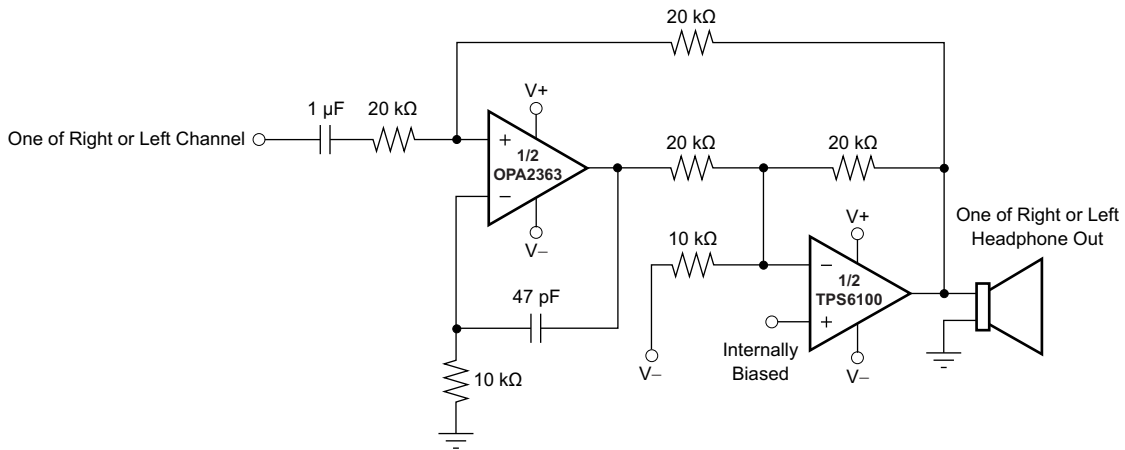 20 kΩ
1 µF
20 kΩ
V+
One of Right or Left Channel
+
1/2
OPA2363
−
V−
20 kΩ
20 kΩ
10 kΩ
V+
−
1/2
TPS6100
+
V−
One of Right or Left
Headphone Out
47 pF
Internally
Biased
V−
10 kΩ